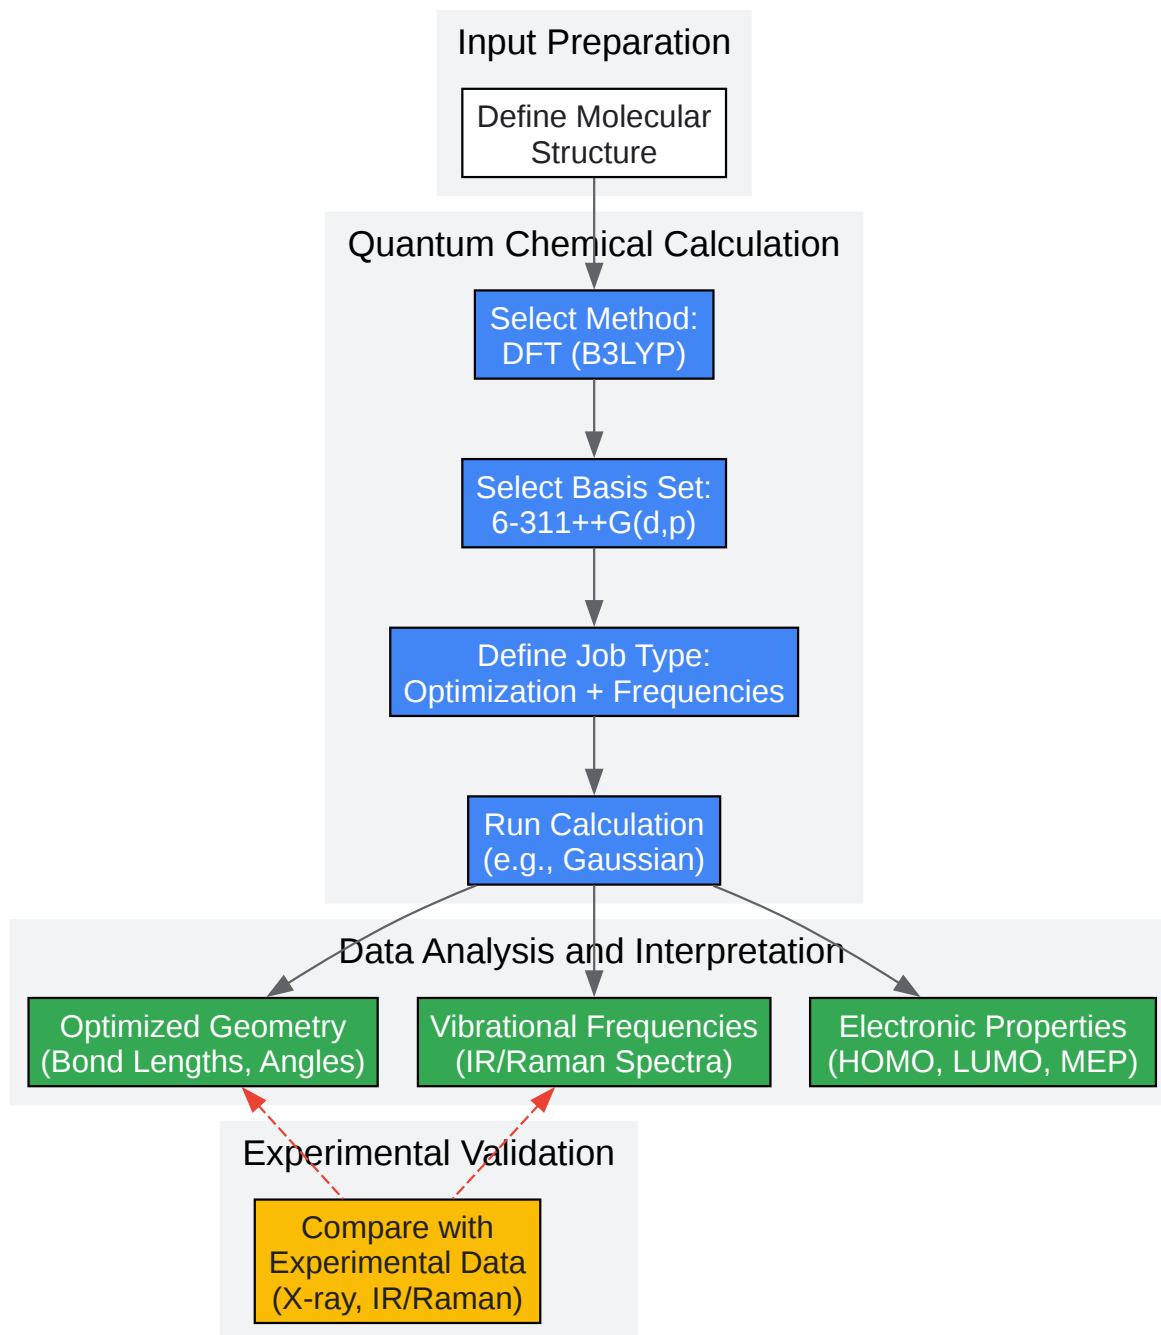 Input Preparation
Define Molecular
Structure
Quantum Chemical Calculation
Select Method:
DFT (B3LYP)
Select Basis Set:
6-311++G(d,p)
Define Job Type:
Optimization + Frequencies
Run Calculation
(e.g., Gaussian)
Data Analysis and Interpretation
Optimized Geometry
(Bond Lengths, Angles)
Vibrational Frequencies
(IR/Raman Spectra)
Electronic Properties
(HOMO, LUMO, MEP)
Experimental Validation
Compare with
Experimental Data
(X-ray, IR/Raman)